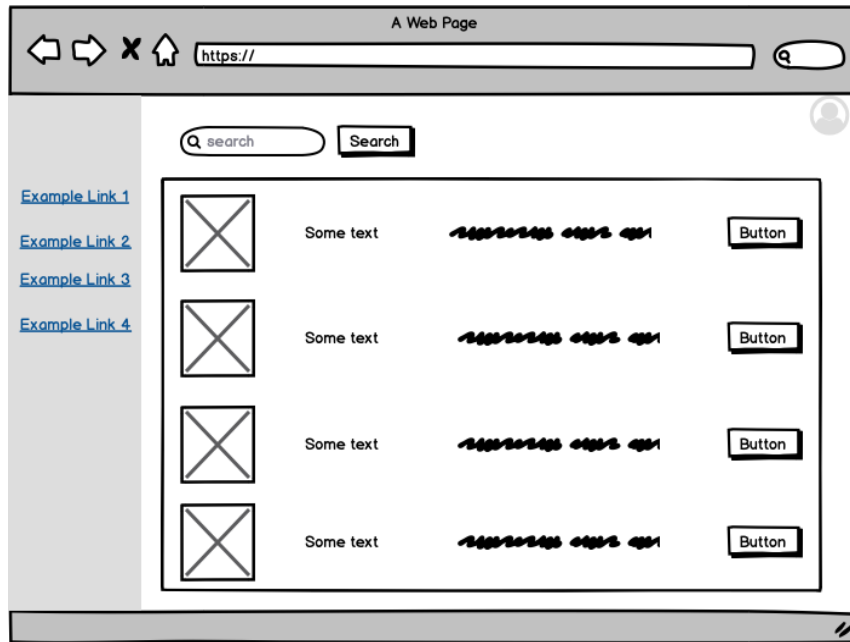 A Web Page
https://
search
Search
Example Link 1
Example Link 2
Example Link 3
Example Link 4
Some text
Button
Some text
Button
Some text
Button
Some text
Button